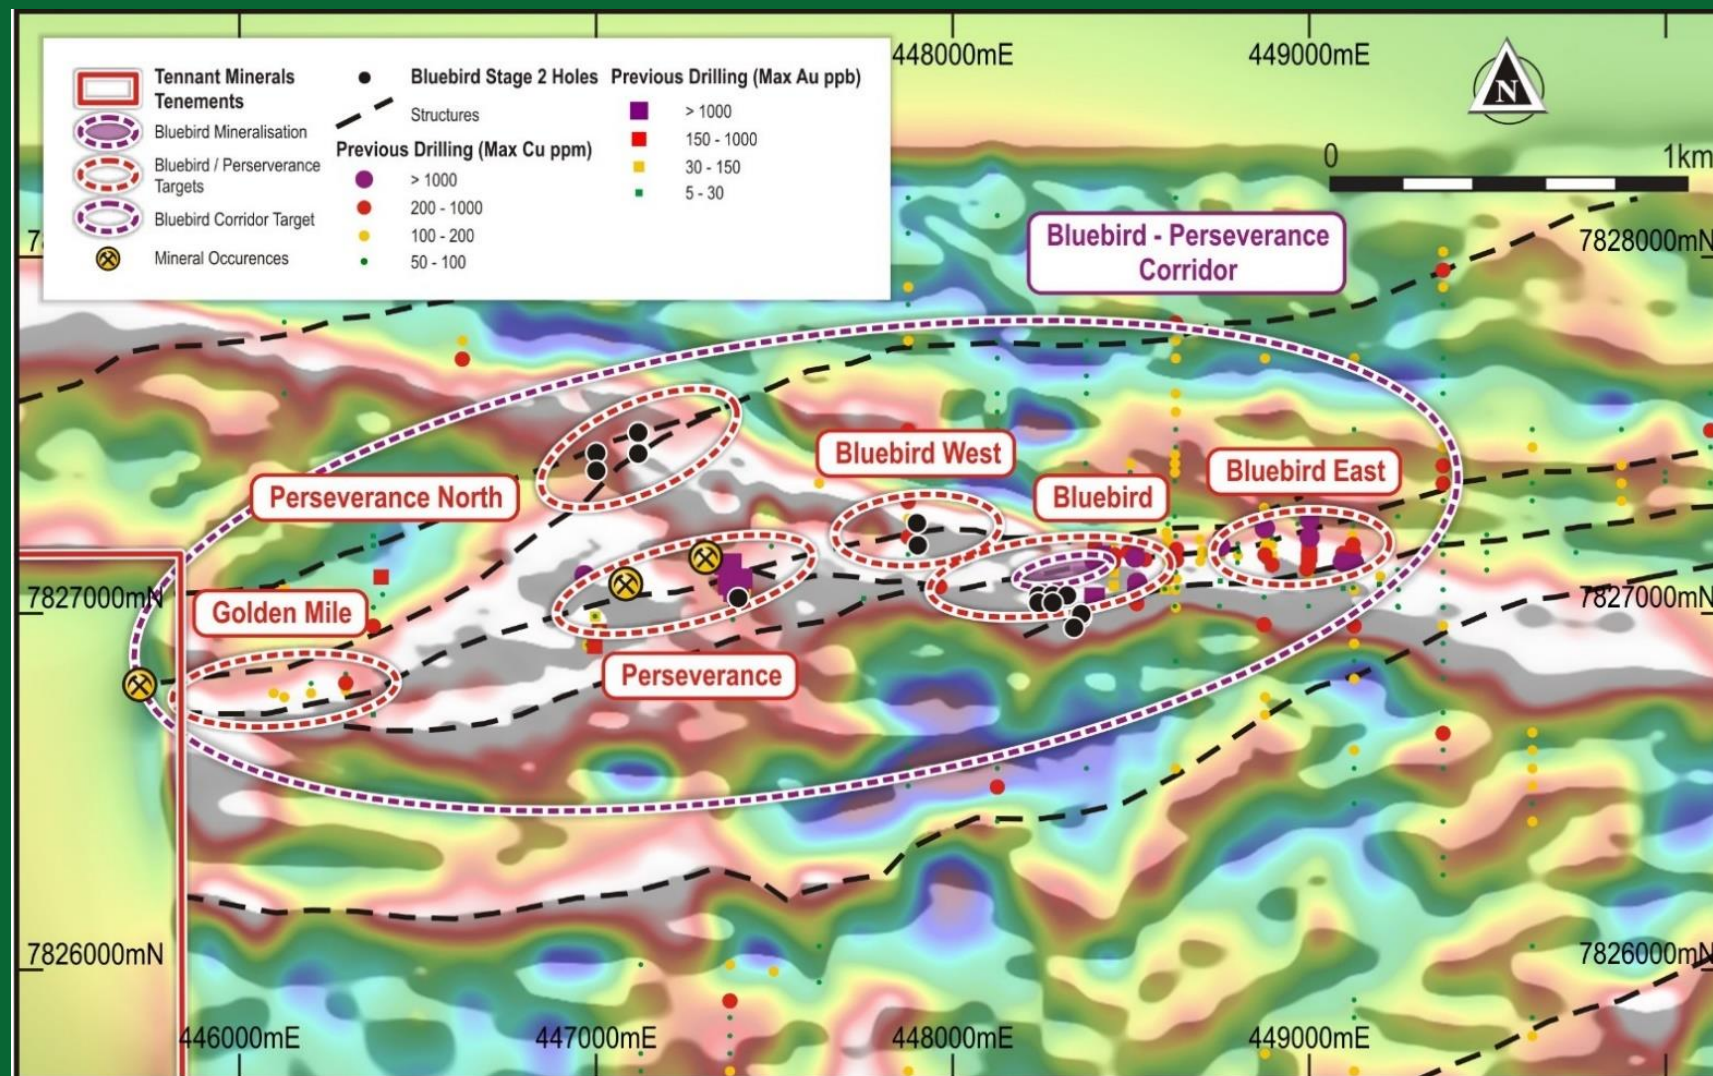 Tennant Minerals
Tenements
Bluebird Mineralisation
Bluebird / Perserverance
Targets
Bluebird Corridor Target
Mineral Occurences
Bluebird Stage 2 Holes
Structures
Previous Drilling (Max Cu ppm)
> 1000
200 - 1000
100 - 200
50 - 100
Previous Drilling (Max Au ppb)
> 1000
150 - 1000
30 - 150
5 - 30
448000mE
449000mE
N
0
1km
Bluebird - Perseverance
Corridor
7828000mN
Bluebird West
Bluebird East
Perseverance North
Bluebird
7827000mN
7827000mN
Golden Mile
Perseverance
7826000mN
7826000mN
446000mE
447000mE
448000mE
449000mE